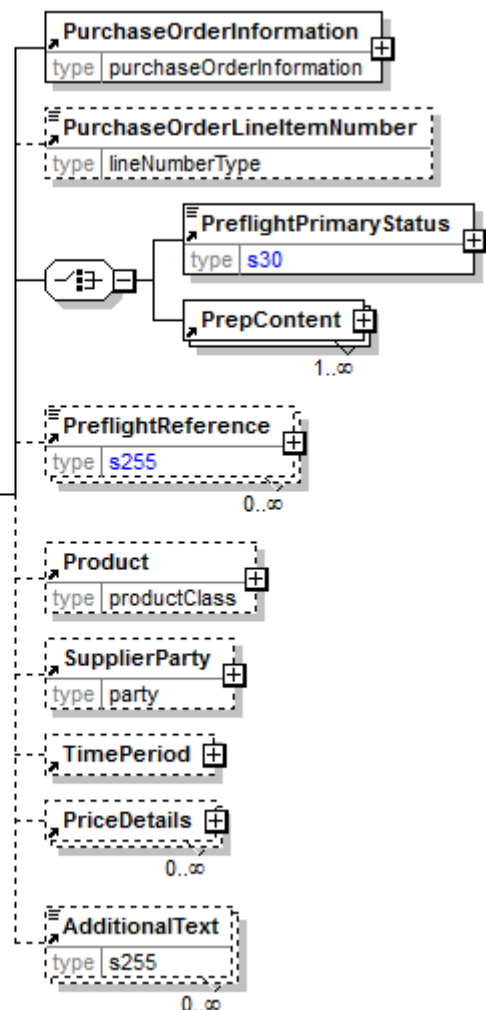 PurchaseOrderInformation
type purchaseOrderInformation
PurchaseOrderLineItemNumber
type lineNumberType
PreflightPrimaryStatus
type s30
PrepContent
1..∞
PreflightReference
type s255
0..∞
Product
type productClass
SupplierParty
type party
TimePeriod
PriceDetails
0..∞
AdditionalText
type s255
0..∞